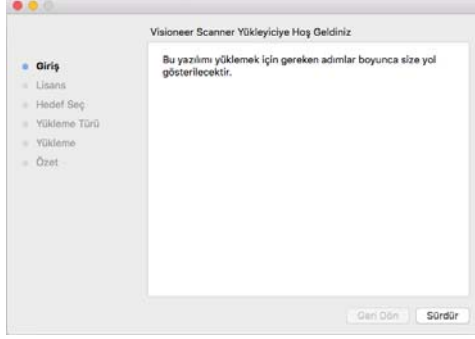 Visioneer Scanner Yükleyiciye Hoş Geldiniz
Giriş
Lisans
Hedef Seç
Yükleme Türü
Yükleme
Özet
Bu yazılımı yüklemek için gereken adımlar boyunca size yol
gösterilecektir.
Geri Dön
Sürdür